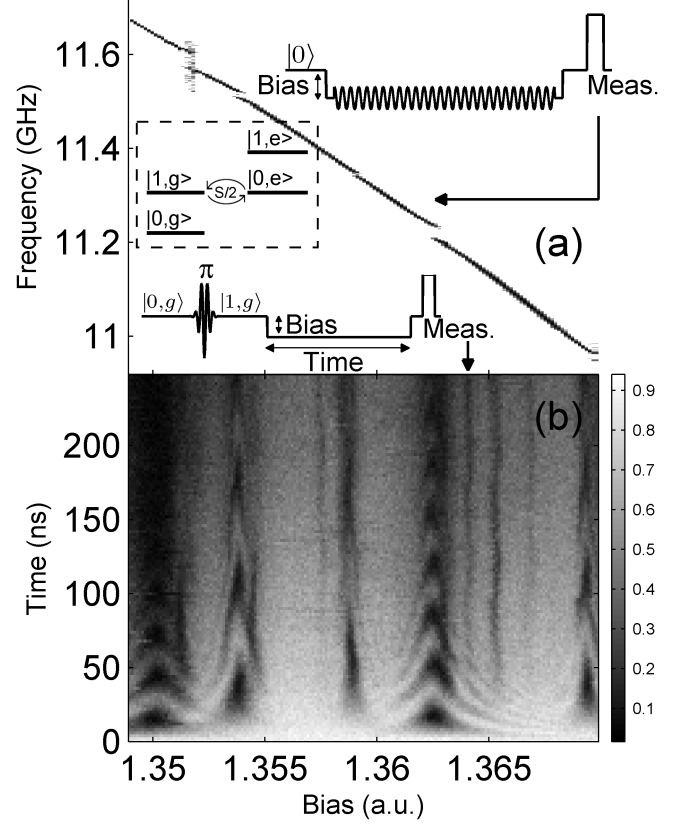 11.6
11.4
11.2
11
Frequency (GHz)
|0⟩
Bias
Meas.
|1,e>
|1,g>
S/2
|0,e>
|0,g>
(a)
π
|0,g⟩
|1,g⟩
Bias
Meas.
Time
(b)
200
150
100
50
0
Time (ns)
1.35
1.355
1.36
1.365
Bias (a.u.)
0.9
0.8
0.7
0.6
0.5
0.4
0.3
0.2
0.1